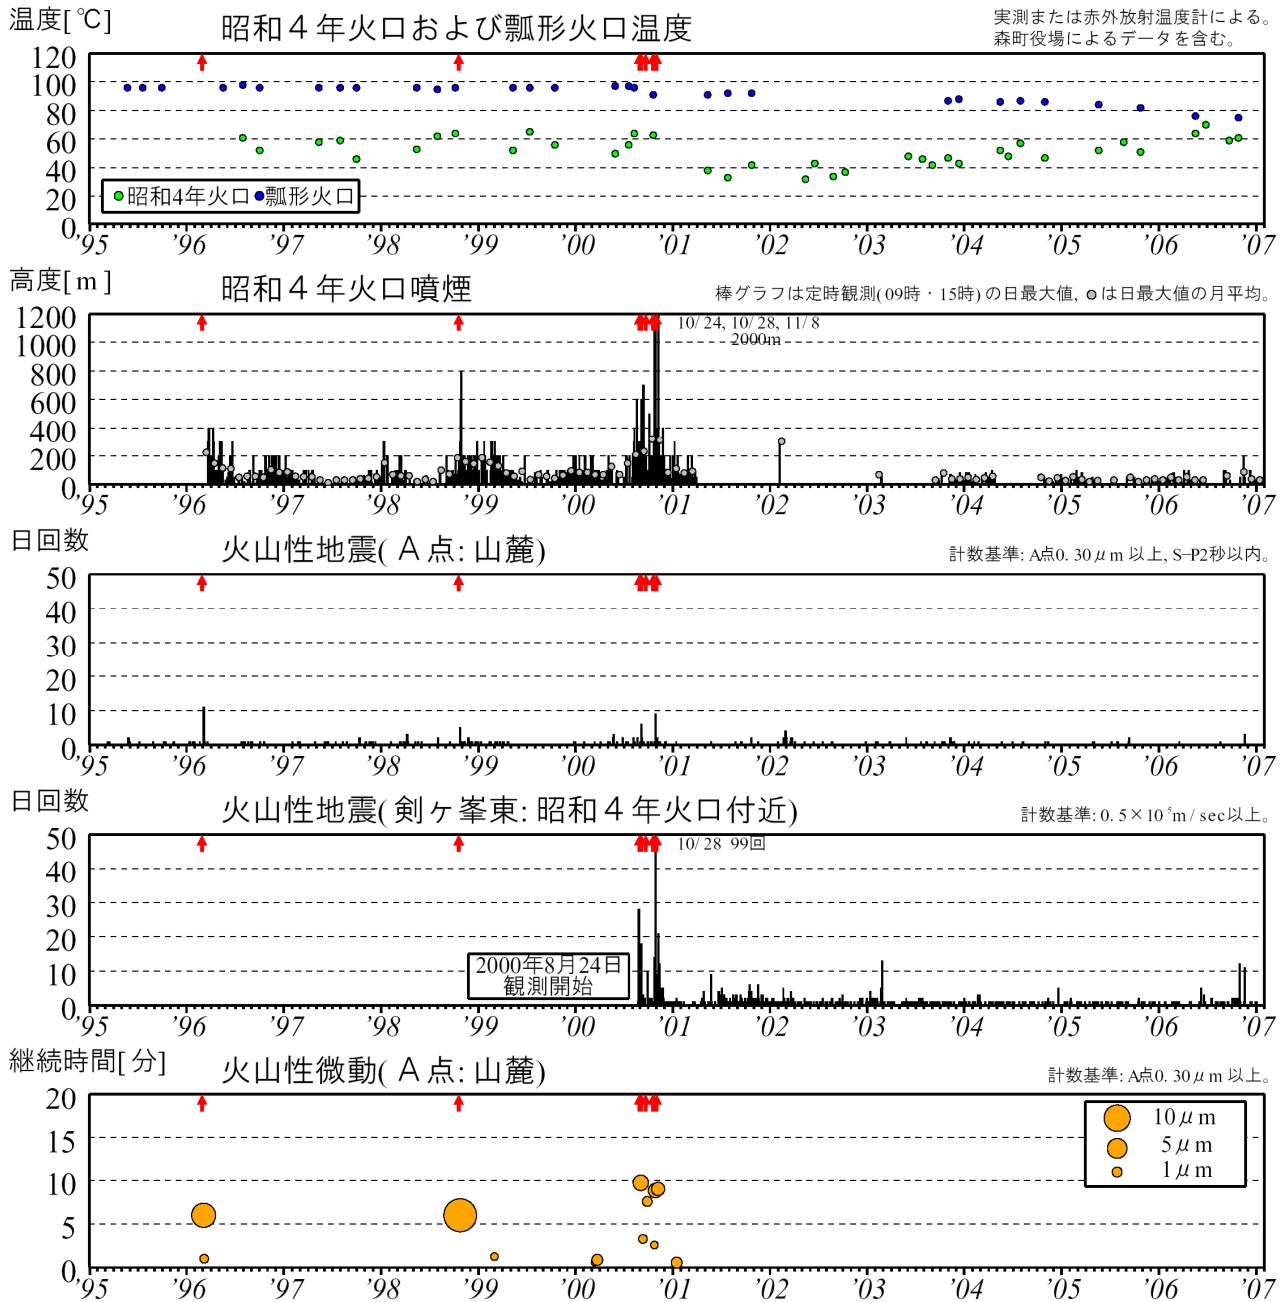 温度[℃]
昭和４年火口および瓢形火口温度
実測または赤外放射温度計による。
森町役場によるデータを含む。
120
100
80
60
40
20
0
昭和4年火口 瓢形火口
'95 '96 '97 '98 '99 '00 '01 '02 '03 '04 '05 '06 '07
高度[m]
昭和４年火口噴煙
棒グラフは定時観測(09時・15時)の日最大値, ◎は日最大値の月平均。
1200
1000
800
600
400
200
0
10/24, 10/28, 11/8
2000m
'95 '96 '97 '98 '99 '00 '01 '02 '03 '04 '05 '06 '07
日回数
火山性地震(Ａ点:山麓)
計数基準: A点0.30μm以上, S-P2秒以内。
50
40
30
20
10
0
'95 '96 '97 '98 '99 '00 '01 '02 '03 '04 '05 '06 '07
日回数
火山性地震(剣ヶ峯東:昭和４年火口付近)
計数基準: 0.5×10⁻⁵m/sec以上。
50
40
30
20
10
0
10/28 99回
2000年8月24日
観測開始
'95 '96 '97 '98 '99 '00 '01 '02 '03 '04 '05 '06 '07
継続時間[分]
火山性微動(Ａ点:山麓)
計数基準: A点0.30μm以上。
20
15
10
5
0
10μm
5μm
1μm
'95 '96 '97 '98 '99 '00 '01 '02 '03 '04 '05 '06 '07